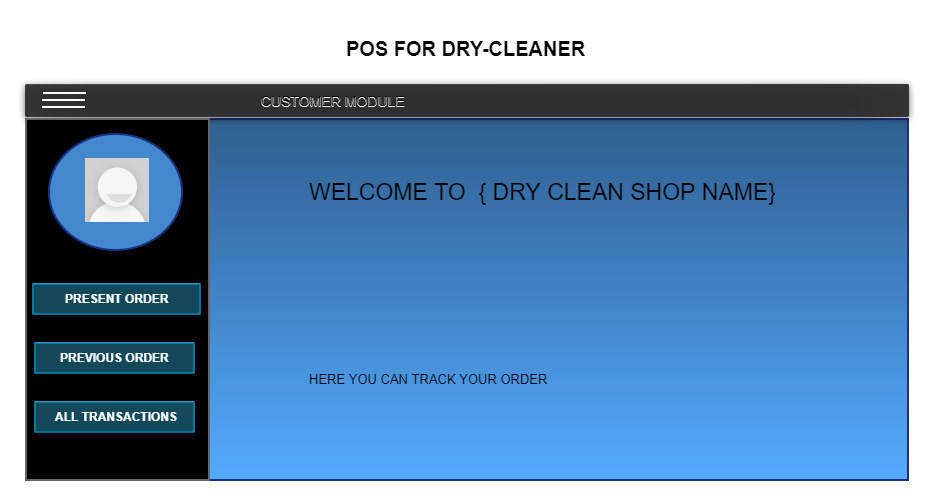 POS FOR DRY-CLEANER
CUSTOMER MODULE
WELCOME TO { DRY CLEAN SHOP NAME}
PRESENT ORDER
PREVIOUS ORDER
HERE YOU CAN TRACK YOUR ORDER
ALL TRANSACTIONS